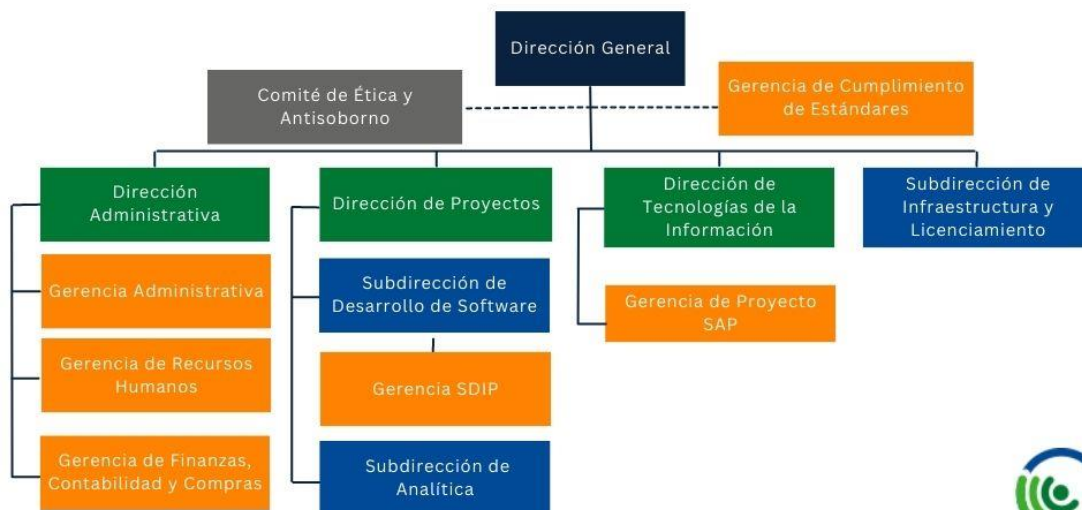 Dirección General
Comité de Ética y
Antisoborno
Gerencia de Cumplimiento
de Estándares
Dirección
Administrativa
Gerencia Administrativa
Gerencia de Recursos
Humanos
Gerencia de Finanzas,
Contabilidad y Compras
Dirección de Proyectos
Subdirección de
Desarrollo de Software
Gerencia SDIP
Subdirección de
Analítica
Dirección de
Tecnologías de la
Información
Gerencia de Proyecto
SAP
Subdirección de
Infraestructura y
Licenciamiento